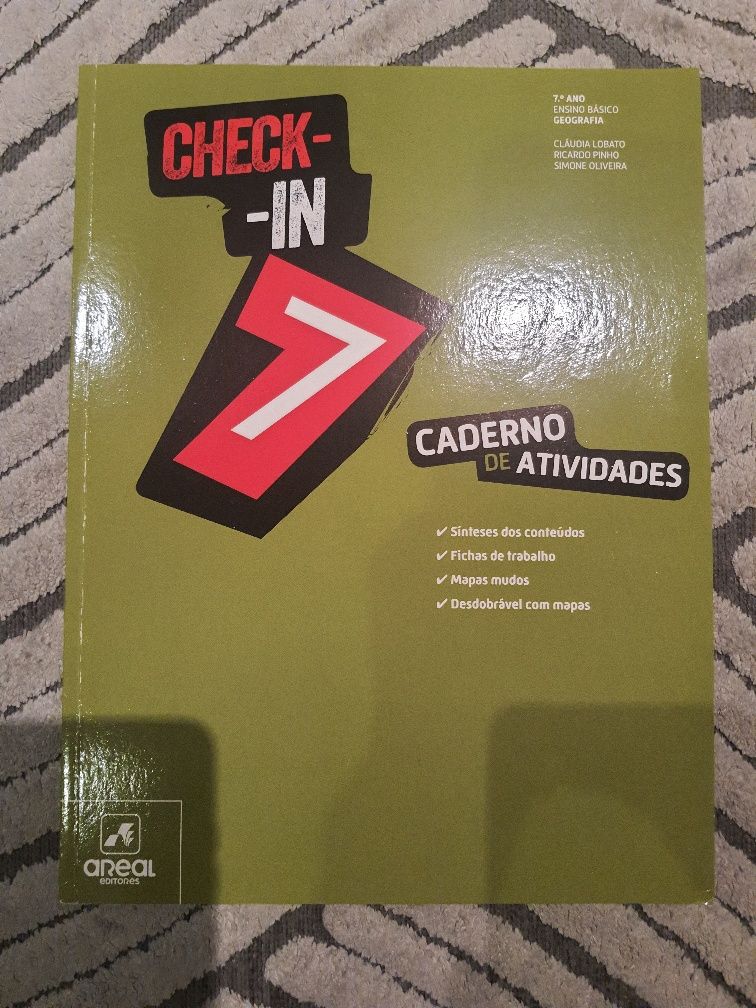 CHECK-
-IN
7
7.º ANO
ENSINO BÁSICO
GEOGRAFIA
CLÁUDIA LOBATO
RICARDO PINHO
SIMONE OLIVEIRA
CADERNO
DE ATIVIDADES
✔ Sínteses dos conteúdos
✔ Fichas de trabalho
✔ Mapas mudos
✔ Desdobrável com mapas
aReaL
eDITORes